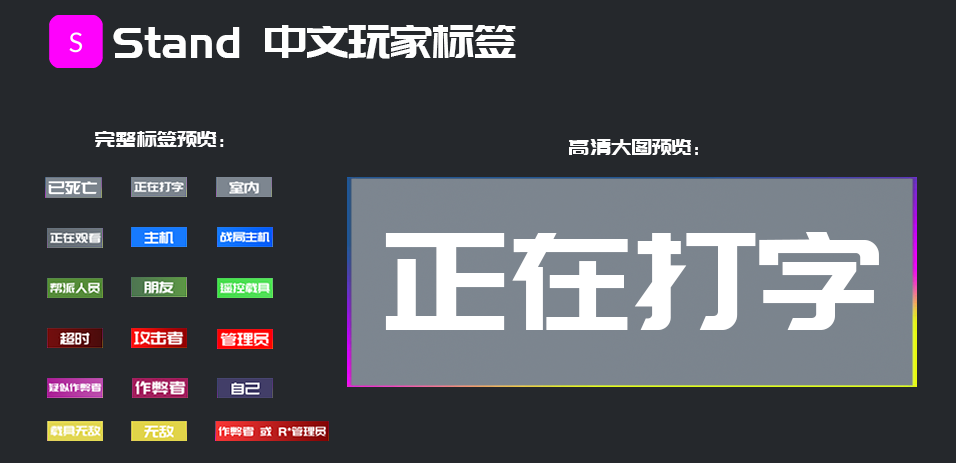 S Stand 中文玩家标签
完整标签预览：
高清大图预览：
已死亡 正在打字 室内
正在观看 主机 战局主机
帮派人员 朋友 遥控载具
超时 攻击者 管理员
疑似作弊者 作弊者 自己
载具无敌 无敌 作弊者 或 R*管理员
正在打字